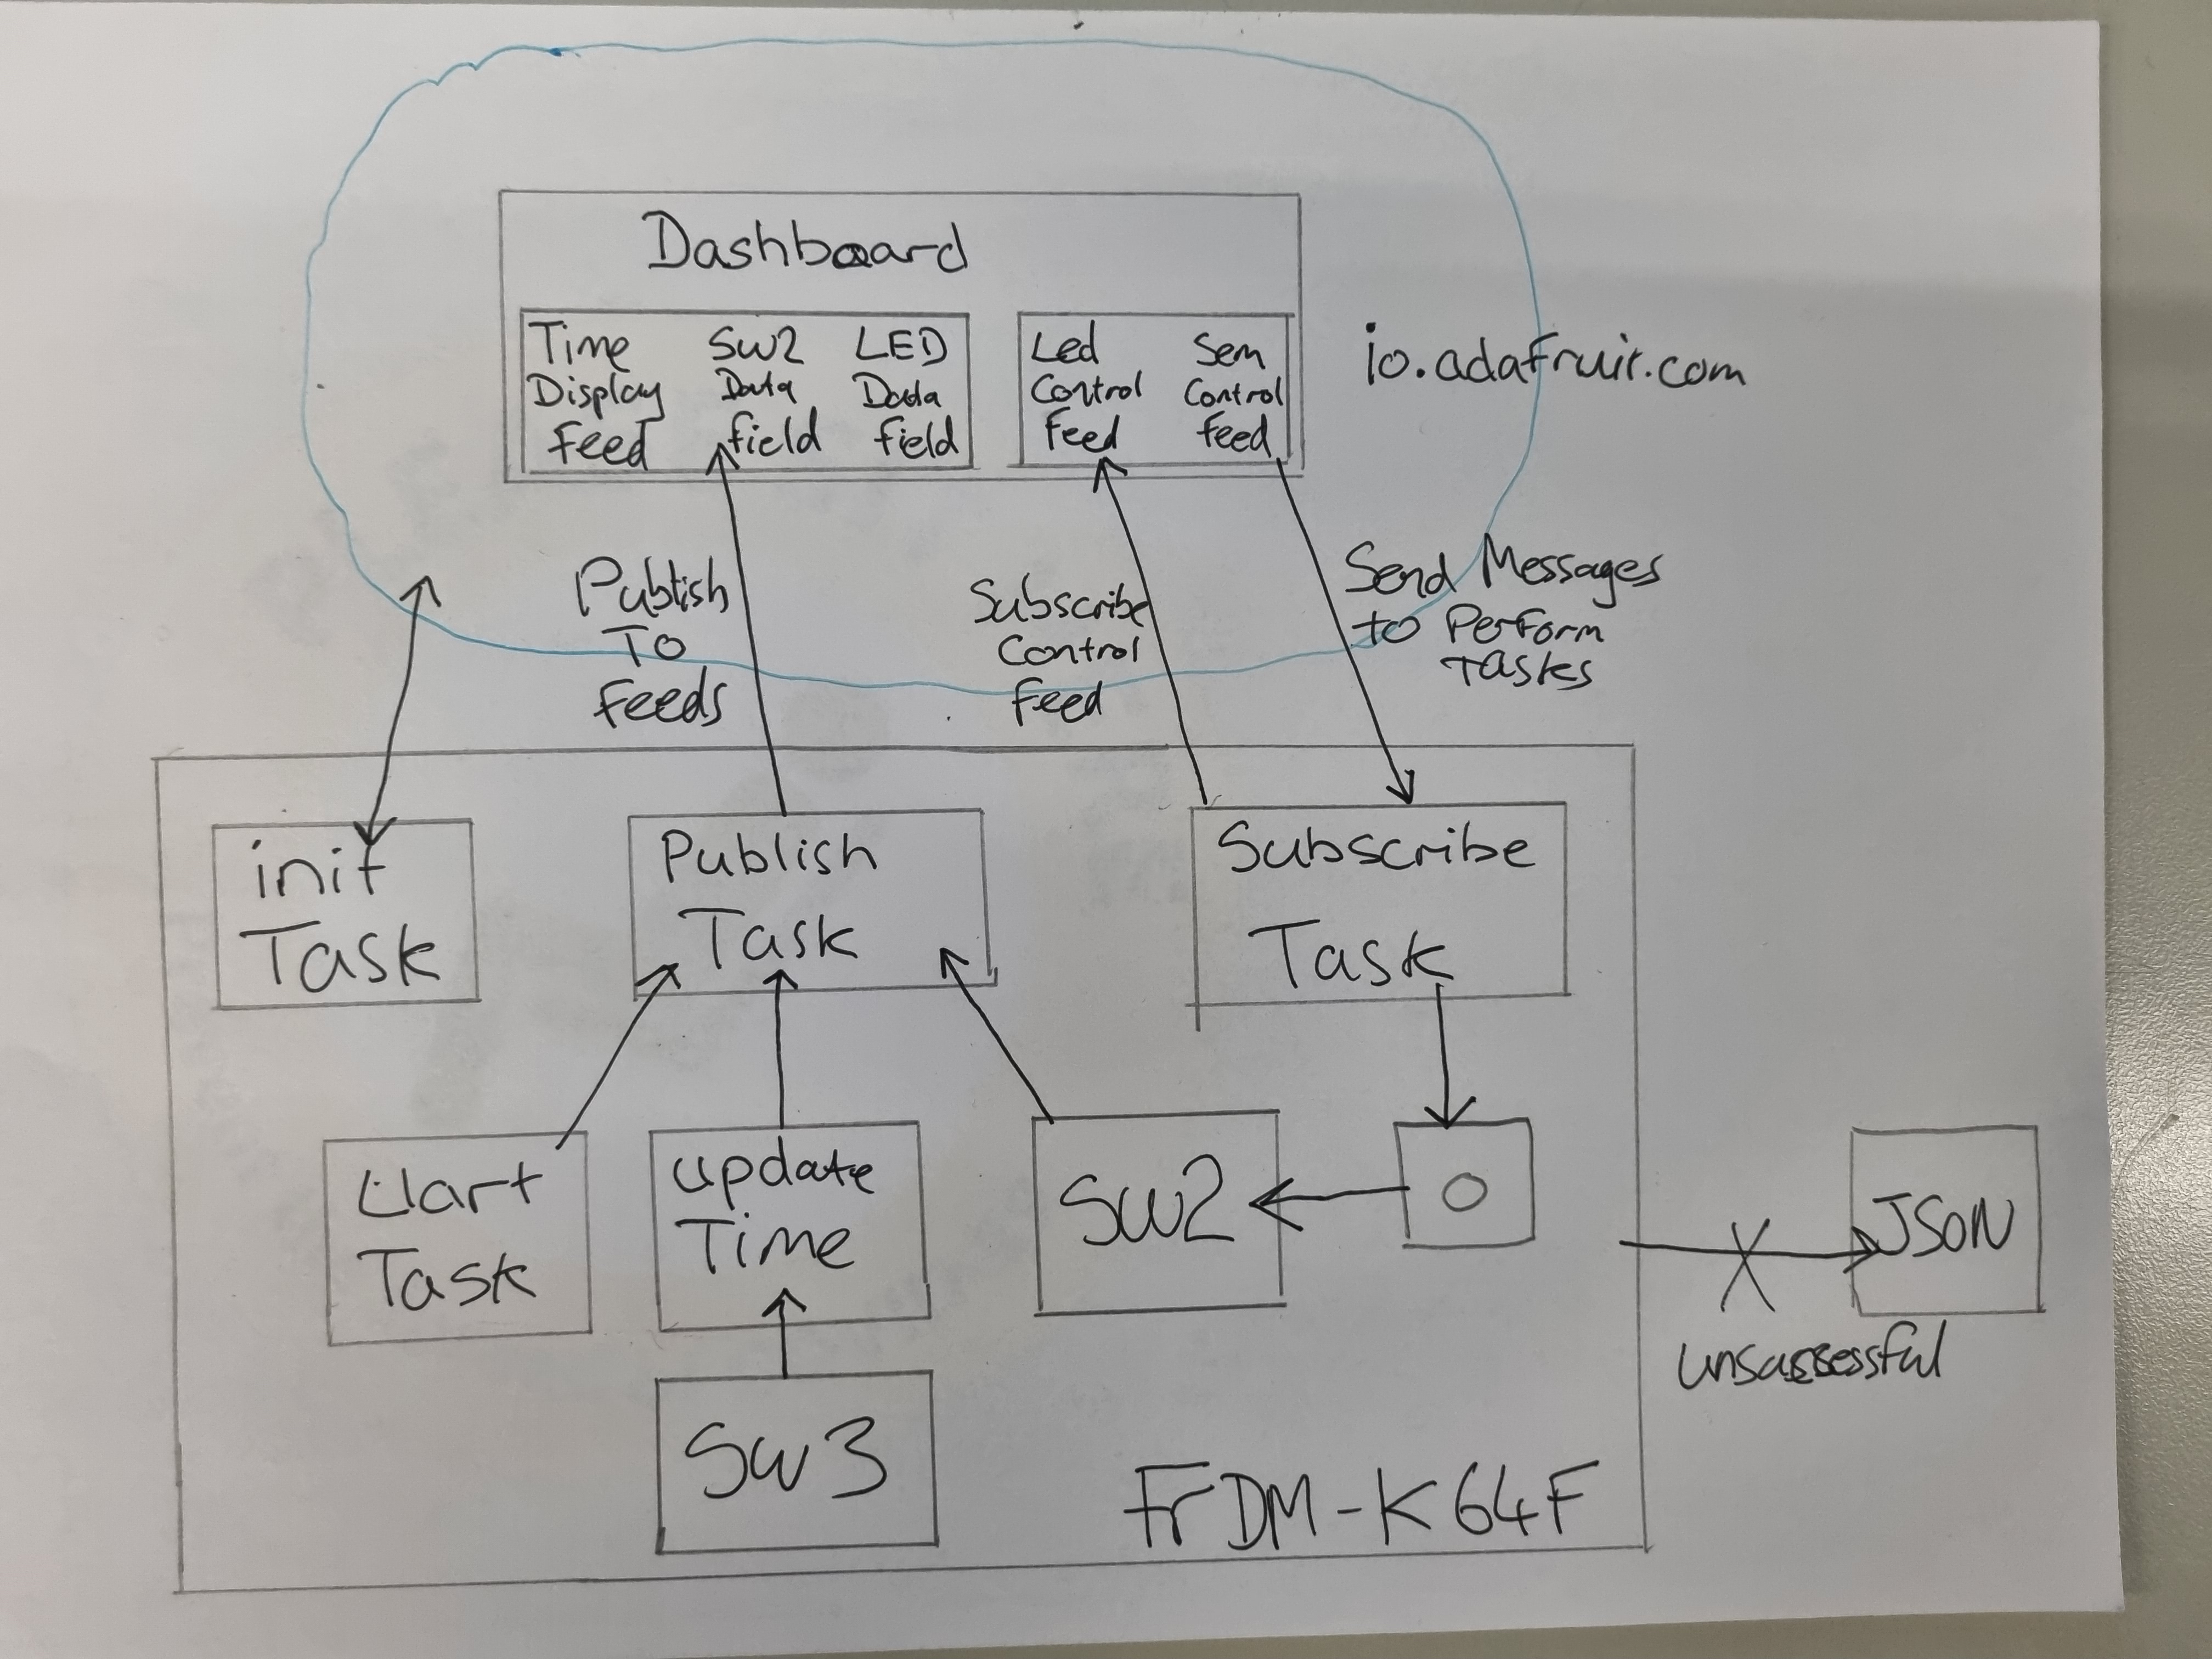 Dashboard
Time
Display
Feed
Sw2
Data
field
LED
Data
field
Led
Control
Feed
Sem
Control
feed
io.adafruit.com
Publish
To
feeds
Subscribe
Control
feed
Send Messages
to Perform
Tasks
init
Task
Publish
Task
Subscribe
Task
Uart
Task
update
Time
SW2
O
SW3
FrDM-K64F
JSON